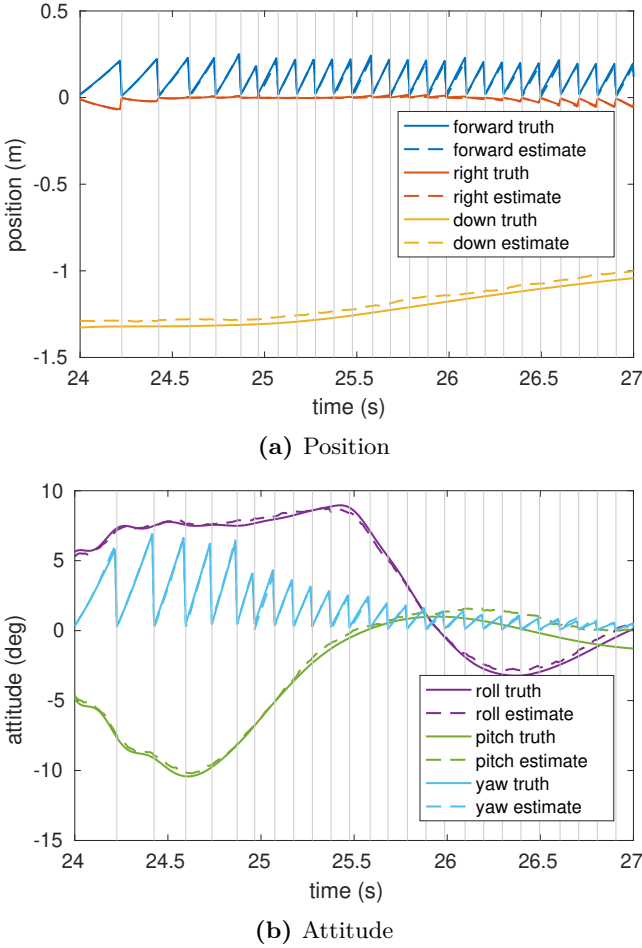 0.5
0
-0.5
-1
-1.5
position (m)
forward truth
forward estimate
right truth
right estimate
down truth
down estimate
24 24.5 25 25.5 26 26.5 27
time (s)
(a) Position
10
5
0
-5
-10
-15
attitude (deg)
roll truth
roll estimate
pitch truth
pitch estimate
yaw truth
yaw estimate
24 24.5 25 25.5 26 26.5 27
time (s)
(b) Attitude